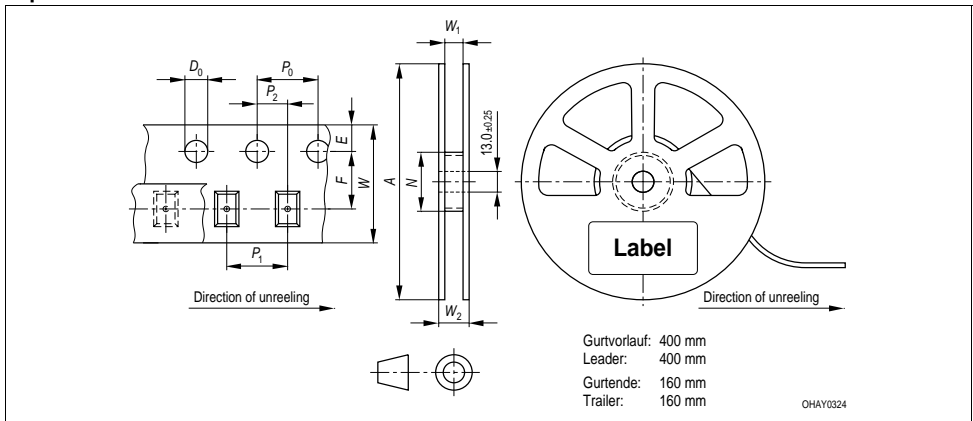 W1
D0
P0
P2
E
F
W
A
N
13.0±0.25
P1
Label
Direction of unreeling
W2
Direction of unreeling
Gurtvorlauf: 400 mm
Leader: 400 mm
Gurtende: 160 mm
Trailer: 160 mm
OHAY0324